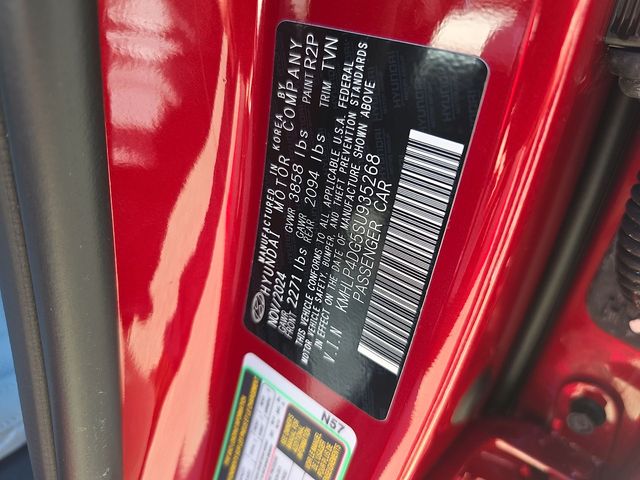 MANUFACTURED IN KOREA BY
HYUNDAI MOTOR COMPANY
NOV/2024 GVWR 3858 lbs PAINT R2P
GAWR FRONT 2271 lbs GAWR REAR 2094 lbs TRIM TVN
THIS VEHICLE CONFORMS TO ALL APPLICABLE U.S.A. FEDERAL
MOTOR VEHICLE SAFETY, BUMPER, AND THEFT PREVENTION STANDARDS
IN EFFECT ON THE DATE OF MANUFACTURE SHOWN ABOVE
V.I.N KMHLP4DG5SU935268
PASSENGER CAR
N57